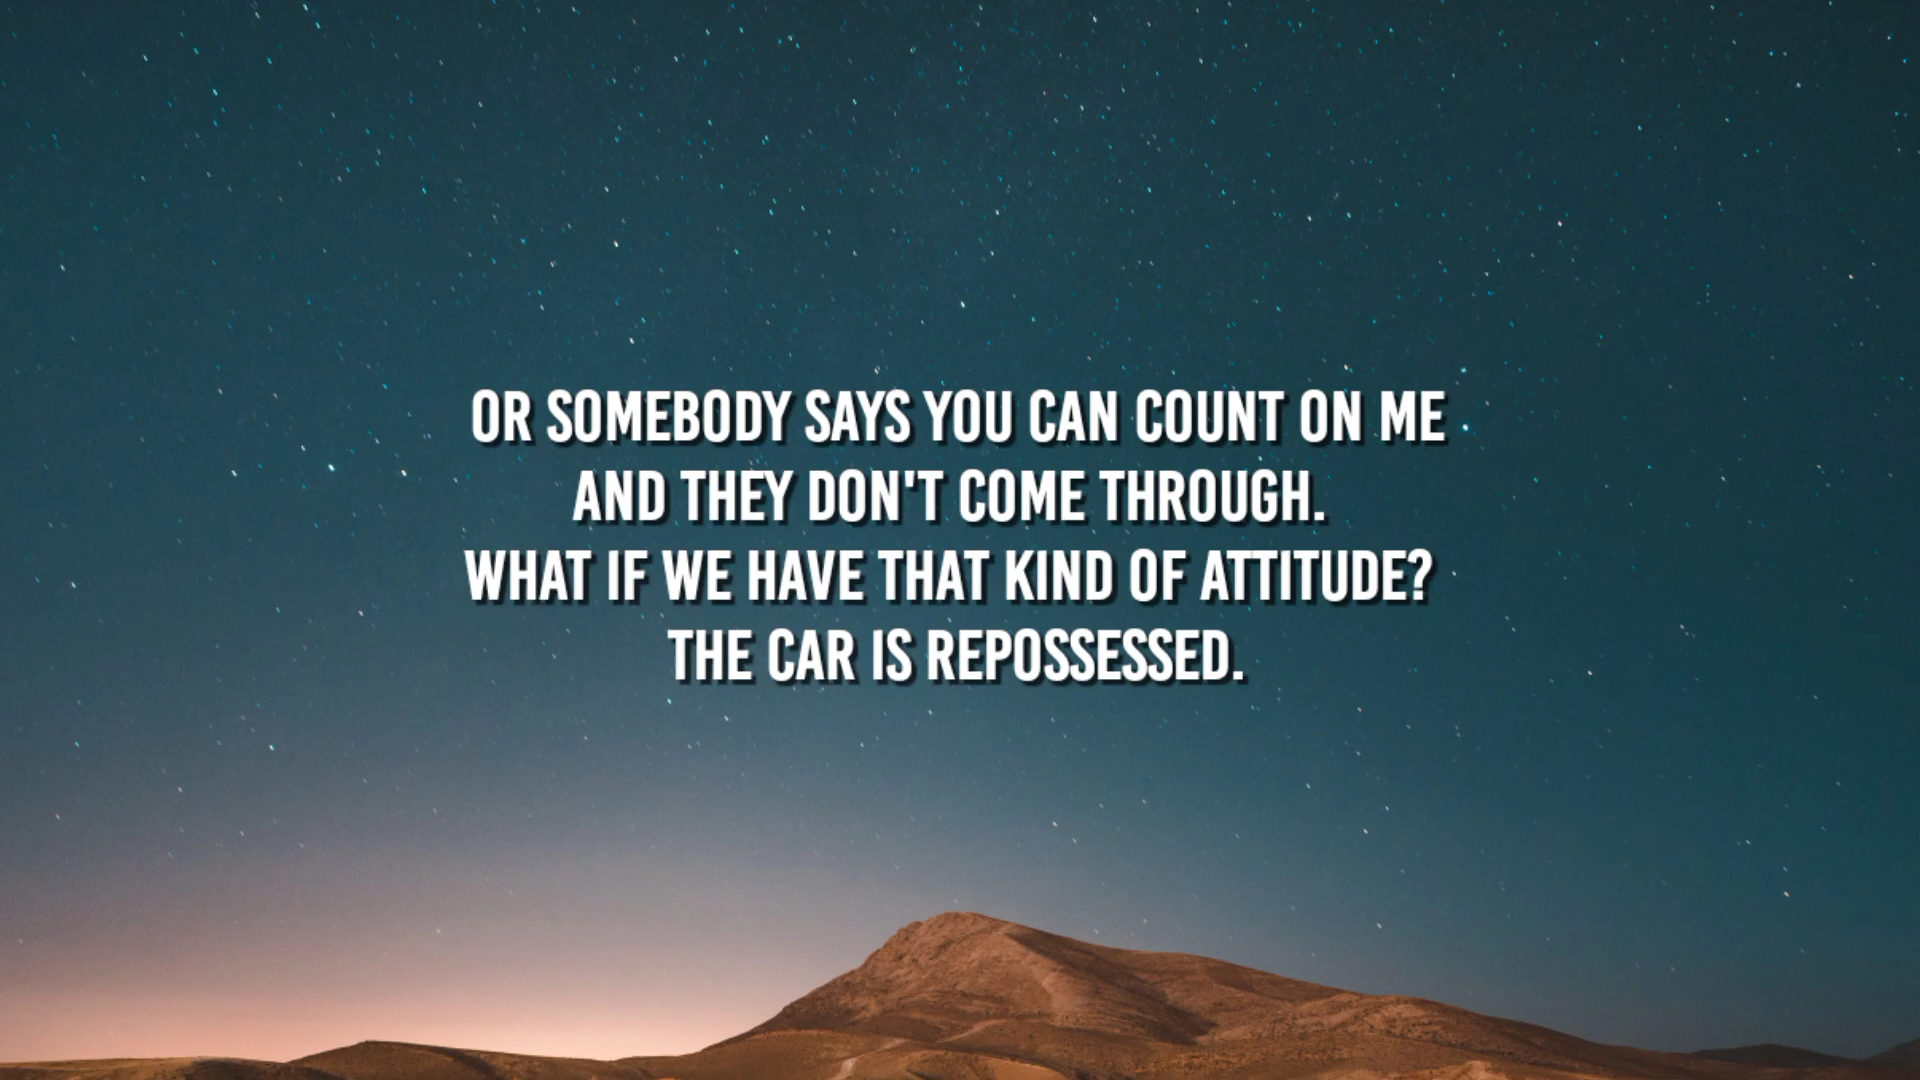 OR SOMEBODY SAYS YOU CAN COUNT ON ME
AND THEY DON'T COME THROUGH.
WHAT IF WE HAVE THAT KIND OF ATTITUDE?
THE CAR IS REPOSSESSED.